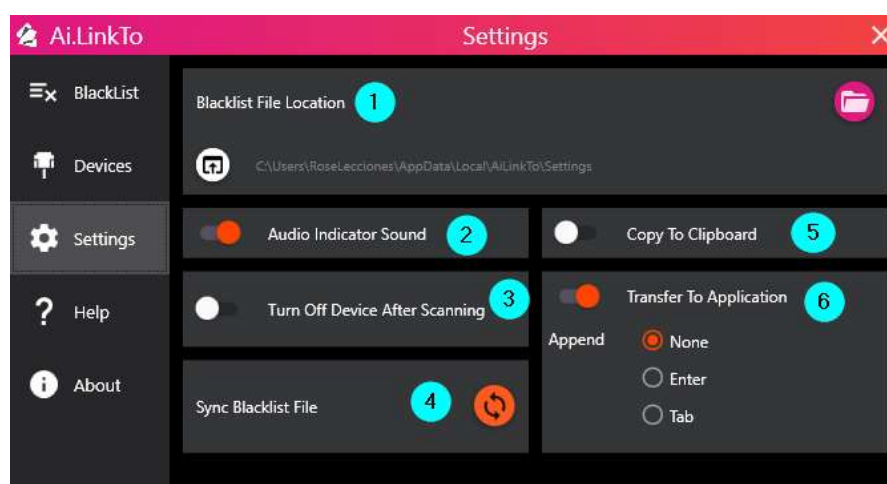 Ai.LinkTo
Settings
BlackList
Devices
Settings
Help
About
Blacklist File Location 1
C:\Users\RoseLecciones\AppData\Local\AiLinkTo\Settings
Audio Indicator Sound 2
Turn Off Device After Scanning 3
Sync Blacklist File 4
Copy To Clipboard 5
Transfer To Application 6
Append
None
Enter
Tab